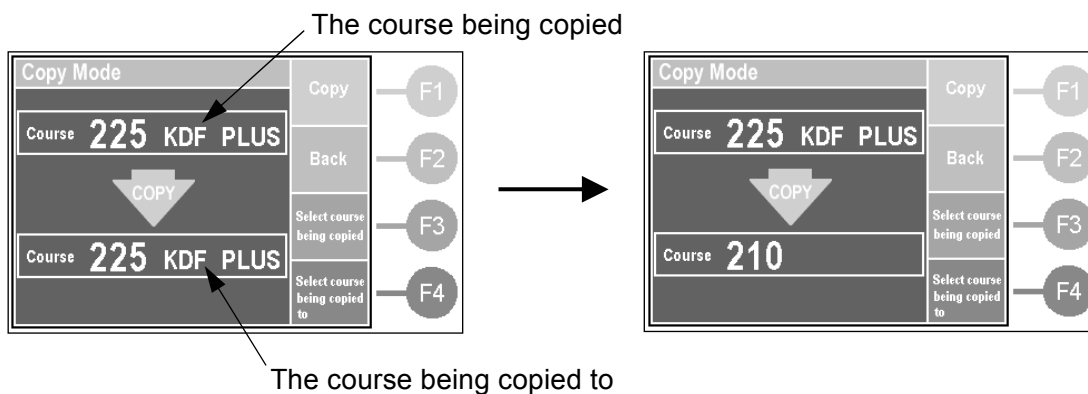 The course being copied
Copy Mode
Copy
F1
Course 225 KDF PLUS
Back
F2
COPY
Select course
being copied
F3
Course 225 KDF PLUS
Select course
being copied
to
F4
The course being copied to
Copy Mode
Copy
F1
Course 225 KDF PLUS
Back
F2
COPY
Select course
being copied
F3
Course 210
Select course
being copied
to
F4